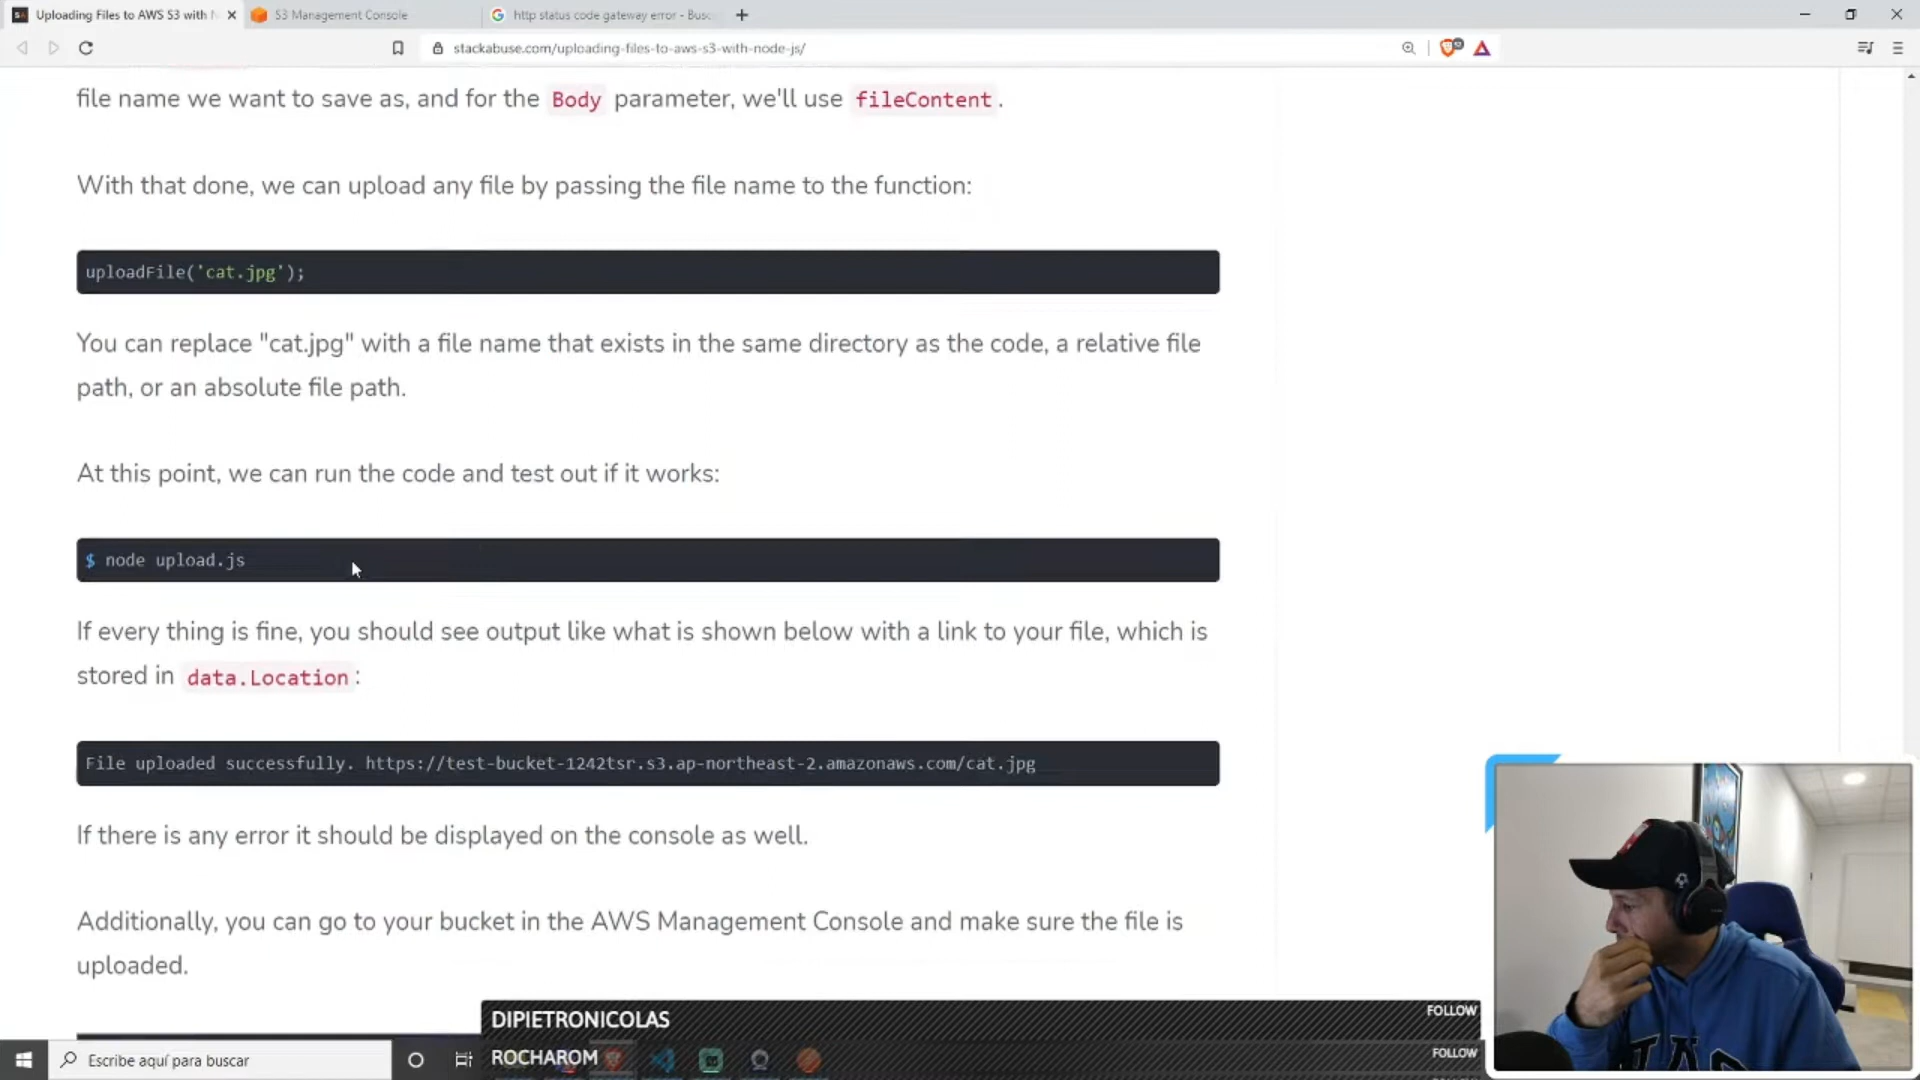 Uploading Files to AWS S3 with N
S3 Management Console
http status code gateway error - Busc
stackabuse.com/uploading-files-to-aws-s3-with-node-js/
file name we want to save as, and for the Body parameter, we'll use fileContent.
With that done, we can upload any file by passing the file name to the function:
uploadFile('cat.jpg');
You can replace "cat.jpg" with a file name that exists in the same directory as the code, a relative file
path, or an absolute file path.
At this point, we can run the code and test out if it works:
$ node upload.js
If every thing is fine, you should see output like what is shown below with a link to your file, which is
stored in data.Location:
File uploaded successfully. https://test-bucket-1242tsr.s3.ap-northeast-2.amazonaws.com/cat.jpg
If there is any error it should be displayed on the console as well.
Additionally, you can go to your bucket in the AWS Management Console and make sure the file is
uploaded.
DIPIETRONICOLAS FOLLOW
ROCHAROM FOLLOW
Escribe aquí para buscar